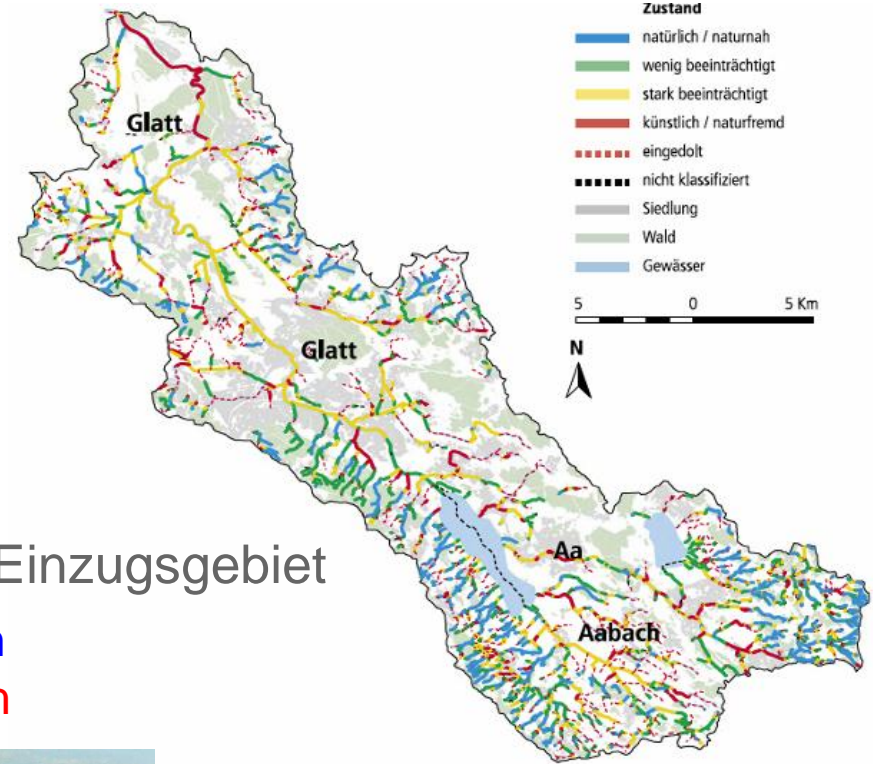 Zustand
natürlich / naturnah
wenig beeinträchtigt
stark beeinträchtigt
künstlich / naturfremd
eingedolt
nicht klassifiziert
Siedlung
Wald
Gewässer
5 0 5 Km
N
Glatt
Glatt
Aa
Aabach
Einzugsgebiet